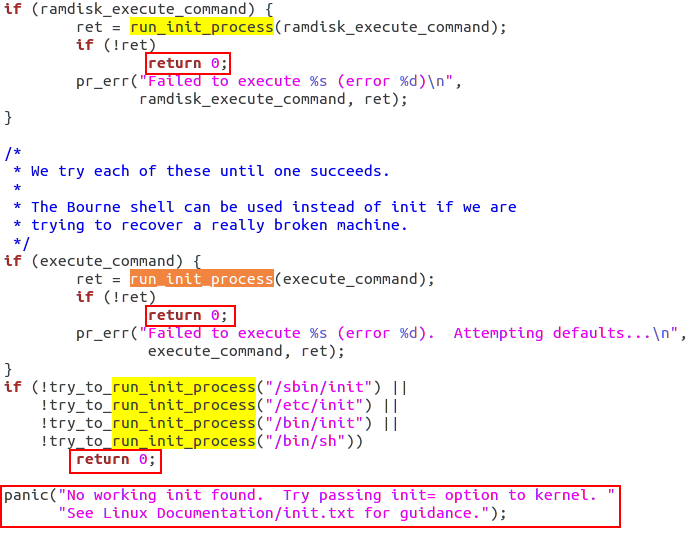 if (ramdisk_execute_command) {
        ret = run_init_process(ramdisk_execute_command);
        if (!ret)
                return 0;
        pr_err("Failed to execute %s (error %d)\n",
               ramdisk_execute_command, ret);
}

/*
 * We try each of these until one succeeds.
 *
 * The Bourne shell can be used instead of init if we are
 * trying to recover a really broken machine.
 */
if (execute_command) {
        ret = run_init_process(execute_command);
        if (!ret)
                return 0;
        pr_err("Failed to execute %s (error %d).  Attempting defaults...\n",
                execute_command, ret);
}
if (!try_to_run_init_process("/sbin/init") ||
    !try_to_run_init_process("/etc/init") ||
    !try_to_run_init_process("/bin/init") ||
    !try_to_run_init_process("/bin/sh"))
        return 0;

panic("No working init found.  Try passing init= option to kernel. "
      "See Linux Documentation/init.txt for guidance.");